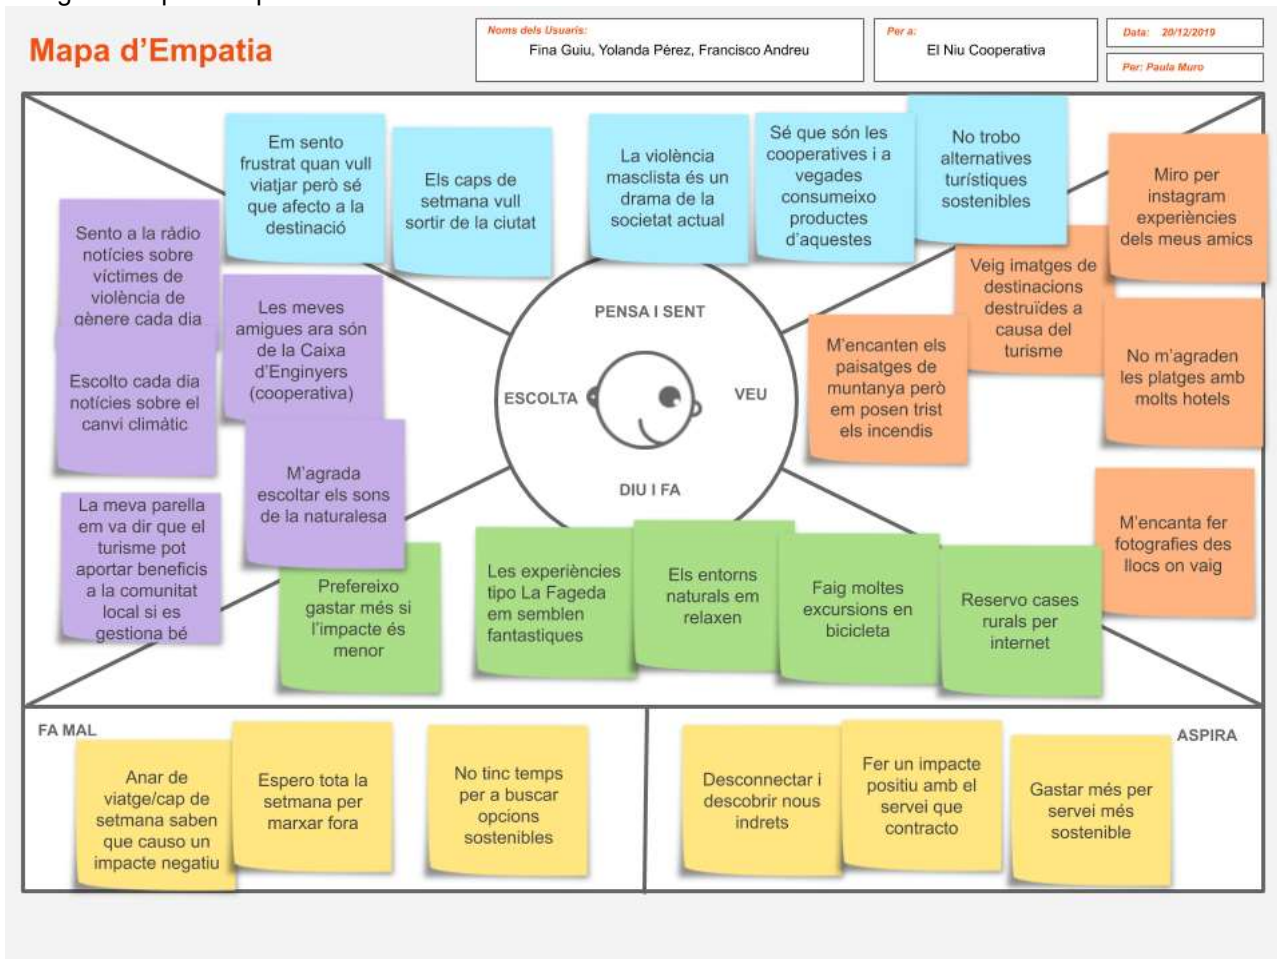 Mapa d'Empatia
Noms dels Usuaris:
Fina Guiu, Yolanda Pérez, Francisco Andreu
Per a:
El Niu Cooperativa
Data: 20/12/2019
Per: Paula Muro
Em sento
frustrat quan vull
viatjar però sé
que afecto a la
destinació
Els caps de
setmana vull
sortir de la ciutat
La violència
masclista és un
drama de la
societat actual
Sé que són les
cooperatives i a
vegades
consumeixo
productes
d'aquestes
No trobo
alternatives
turístiques
sostenibles
Miro per
instagram
experiències
dels meus amics
Veig imatges de
destinacions
destruïdes a
causa del
turisme
M'encanten els
paisatges de
muntanya però
em posen trist
els incendis
No m'agraden
les platges amb
molts hotels
M'encanta fer
fotografies des
llocs on vaig
Sento a la ràdio
notícies sobre
víctimes de
violència de
gènere cada dia
Les meves
amigues ara són
de la Caixa
d'Enginyers
(cooperativa)
Escolto cada dia
notícies sobre el
canvi climàtic
M'agrada
escoltar els sons
de la naturalesa
La meva parella
em va dir que el
turisme pot
aportar beneficis
a la comunitat
local si es
gestiona bé
PENSA I SENT
ESCOLTA
VEU
DIU I FA
Prefereixo
gastar més si
l'impacte és
menor
Les experiències
tipo La Fageda
em semblen
fantastiques
Els entorns
naturals em
relaxen
Faig moltes
excursions en
bicicleta
Reservo cases
rurals per
internet
FA MAL
Anar de
viatge/cap de
setmana saben
que causo un
impacte negatiu
Espero tota la
setmana per
marxar fora
No tinc temps
per a buscar
opcions
sostenibles
ASPIRA
Desconnectar i
descobrir nous
indrets
Fer un impacte
positiu amb el
servei que
contracto
Gastar més per
servei més
sostenible